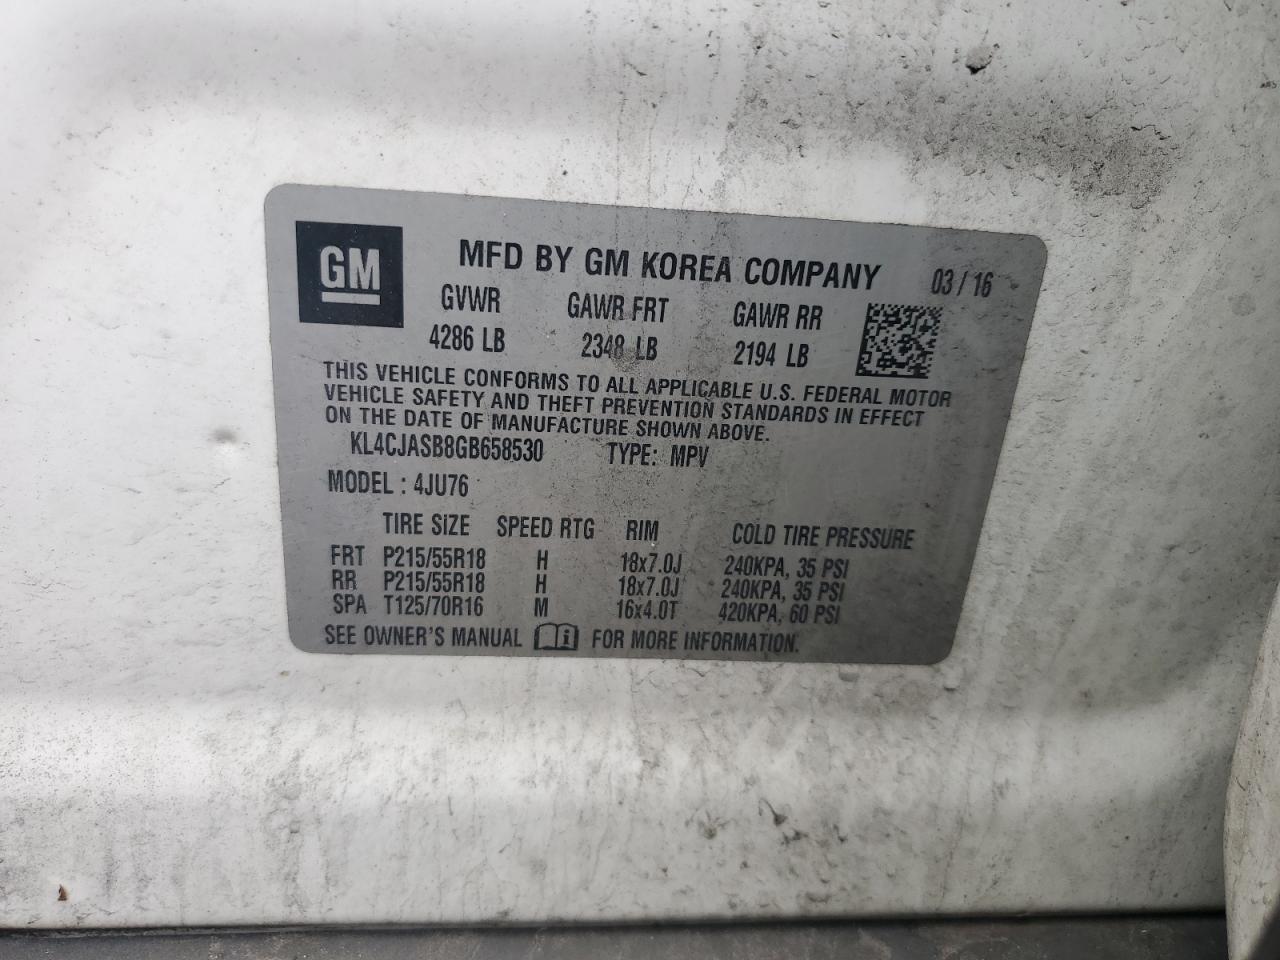 GM
MFD BY GM KOREA COMPANY 03 / 16
GVWR GAWR FRT GAWR RR
4286 LB 2348 LB 2194 LB
THIS VEHICLE CONFORMS TO ALL APPLICABLE U.S. FEDERAL MOTOR
VEHICLE SAFETY AND THEFT PREVENTION STANDARDS IN EFFECT
ON THE DATE OF MANUFACTURE SHOWN ABOVE.
KL4CJASB8GB658530 TYPE: MPV
MODEL : 4JU76
TIRE SIZE SPEED RTG RIM COLD TIRE PRESSURE
FRT P215/55R18 H 18x7.0J 240KPA, 35 PSI
RR P215/55R18 H 18x7.0J 240KPA, 35 PSI
SPA T125/70R16 M 16x4.0T 420KPA, 60 PSI
SEE OWNER'S MANUAL FOR MORE INFORMATION.